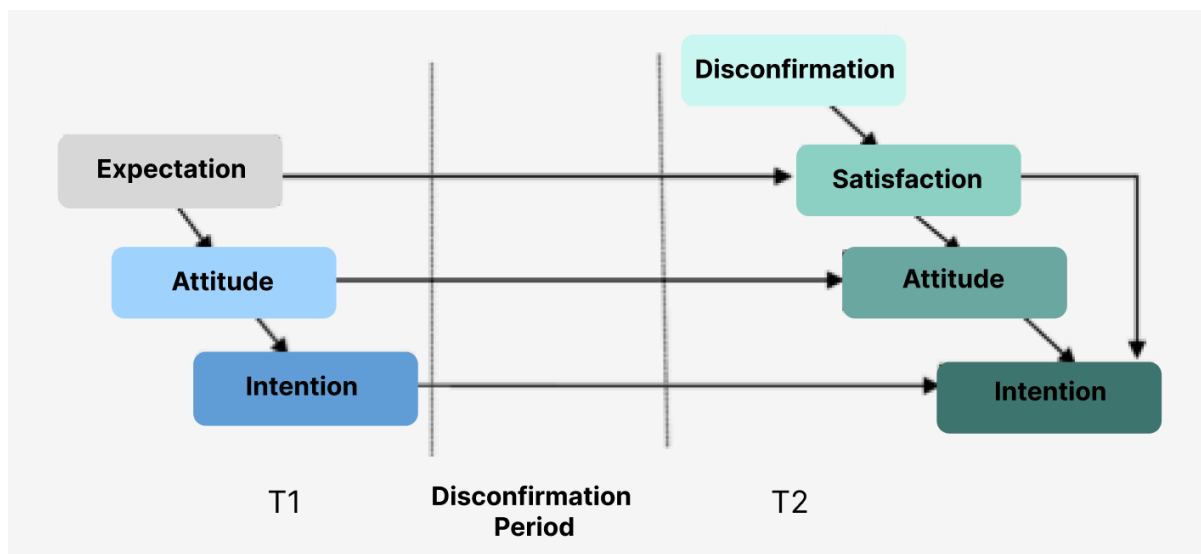 Disconfirmation
Expectation
Satisfaction
Attitude
Attitude
Intention
Intention
T1
Disconfirmation
Period
T2